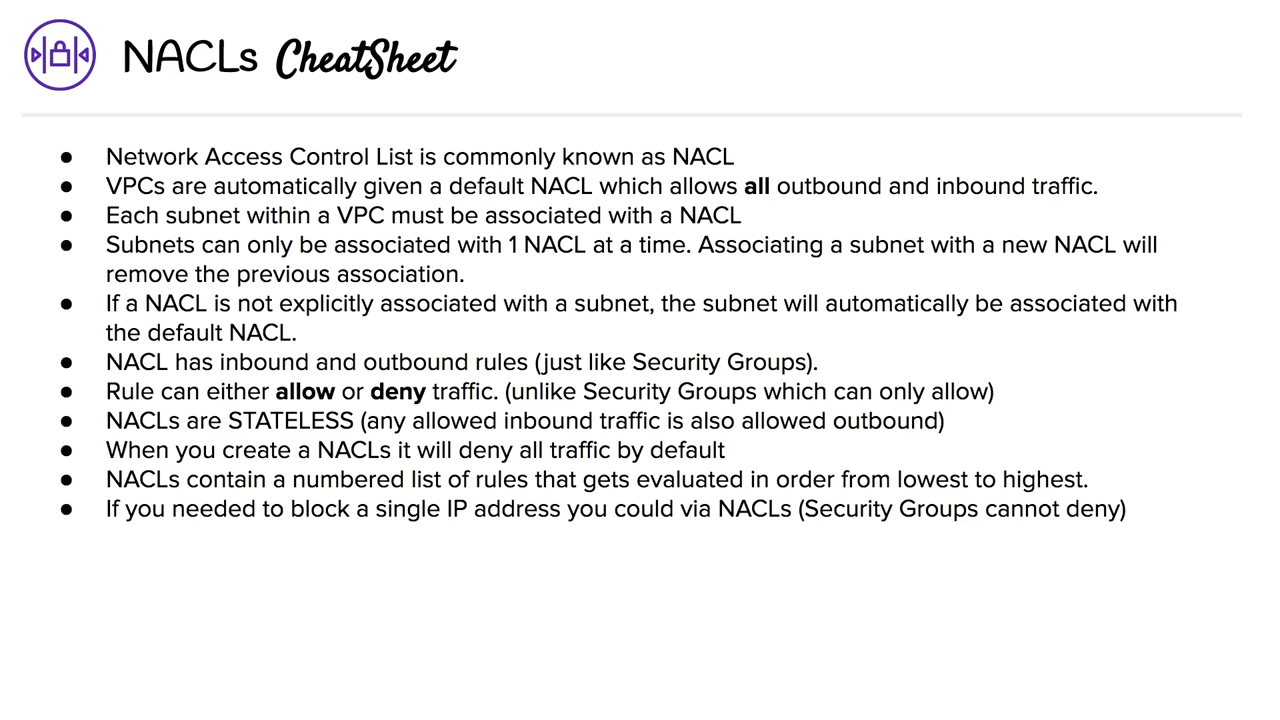 NACLs CheatSheet
● Network Access Control List is commonly known as NACL
● VPCs are automatically given a default NACL which allows all outbound and inbound traffic.
● Each subnet within a VPC must be associated with a NACL
● Subnets can only be associated with 1 NACL at a time. Associating a subnet with a new NACL will
remove the previous association.
● If a NACL is not explicitly associated with a subnet, the subnet will automatically be associated with
the default NACL.
● NACL has inbound and outbound rules (just like Security Groups).
● Rule can either allow or deny traffic. (unlike Security Groups which can only allow)
● NACLs are STATELESS (any allowed inbound traffic is also allowed outbound)
● When you create a NACLs it will deny all traffic by default
● NACLs contain a numbered list of rules that gets evaluated in order from lowest to highest.
● If you needed to block a single IP address you could via NACLs (Security Groups cannot deny)